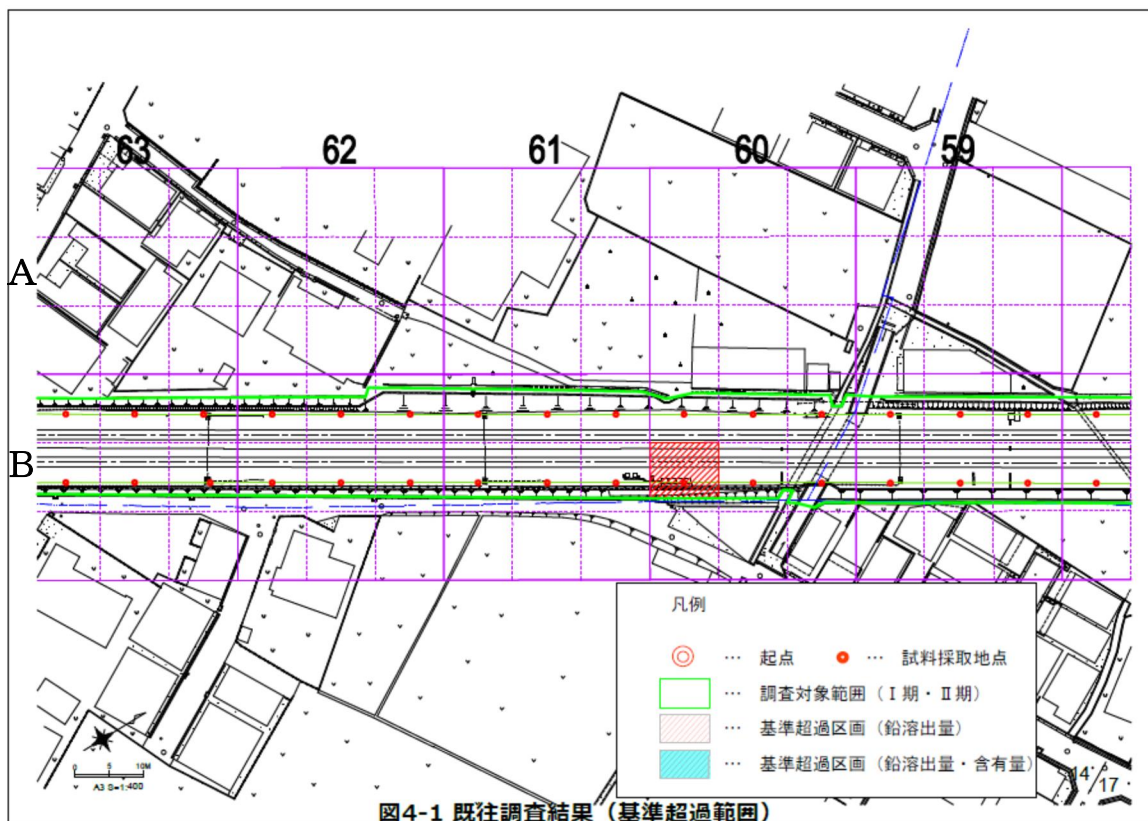 63 62 61 60 59
A
B
凡例
… 起点 … 試料採取地点
… 調査対象範囲（Ⅰ期・Ⅱ期）
… 基準超過区画（鉛溶出量）
… 基準超過区画（鉛溶出量・含有量）
0 5 10M
A3 S=1:400
14
17
図4-1 既往調査結果（基準超過範囲）